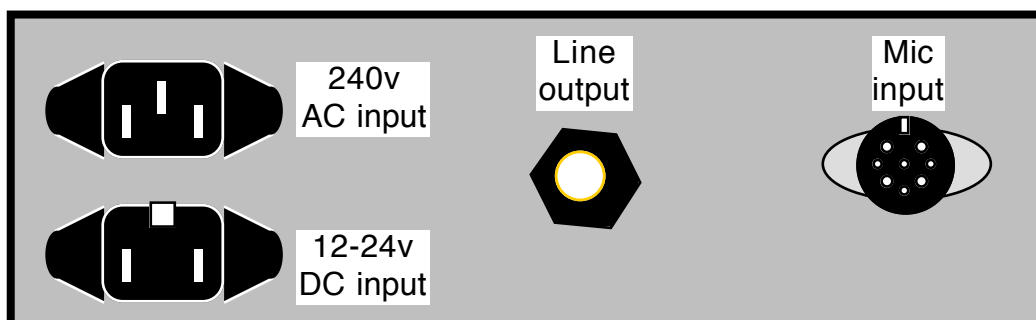 240v
AC input
Line
output
Mic
input
12-24v
DC input